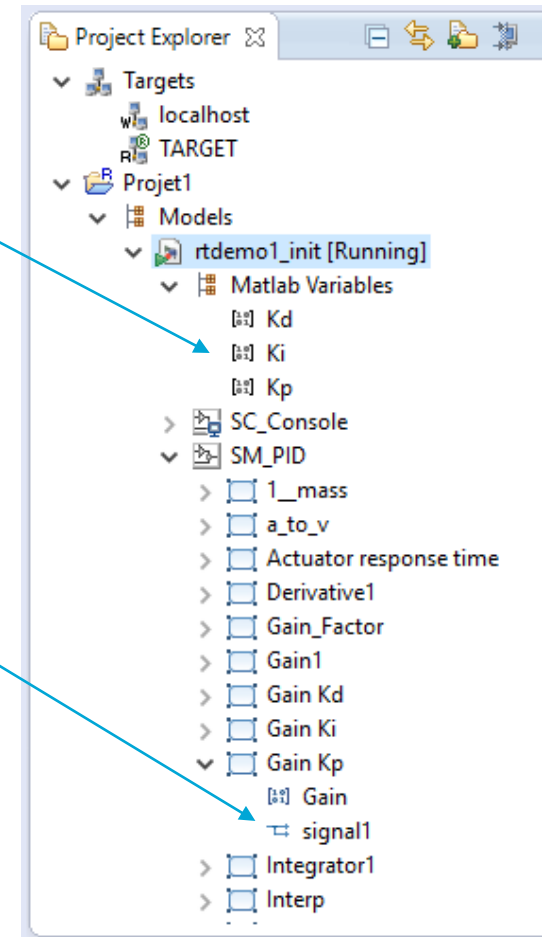 Project Explorer
Targets
localhost
TARGET
Projet1
Models
rtdemo1_init [Running]
Matlab Variables
Kd
Ki
Kp
SC_Console
SM_PID
1__mass
a_to_v
Actuator response time
Derivative1
Gain_Factor
Gain1
Gain Kd
Gain Ki
Gain Kp
Gain
signal1
Integrator1
Interp